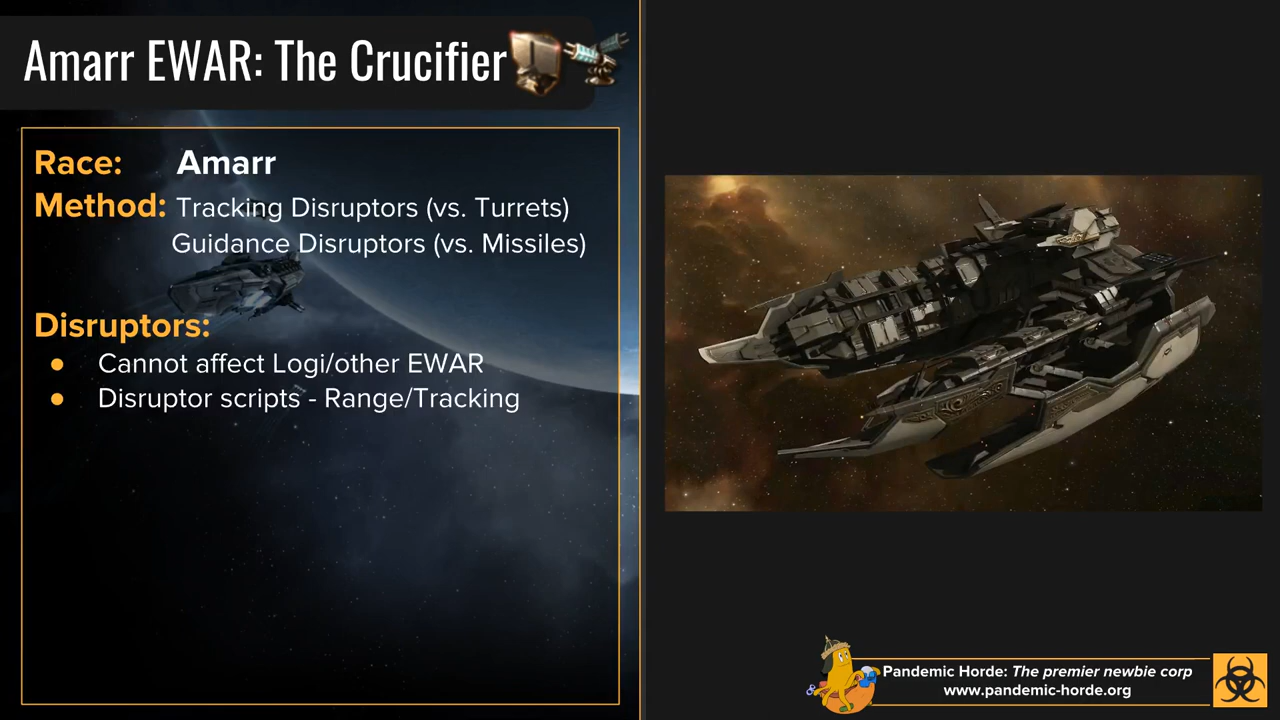 Amarr EWAR: The Crucifier
Race: Amarr
Method: Tracking Disruptors (vs. Turrets)
Guidance Disruptors (vs. Missiles)
Disruptors:
● Cannot affect Logi/other EWAR
● Disruptor scripts - Range/Tracking
Pandemic Horde: The premier newbie corp
www.pandemic-horde.org